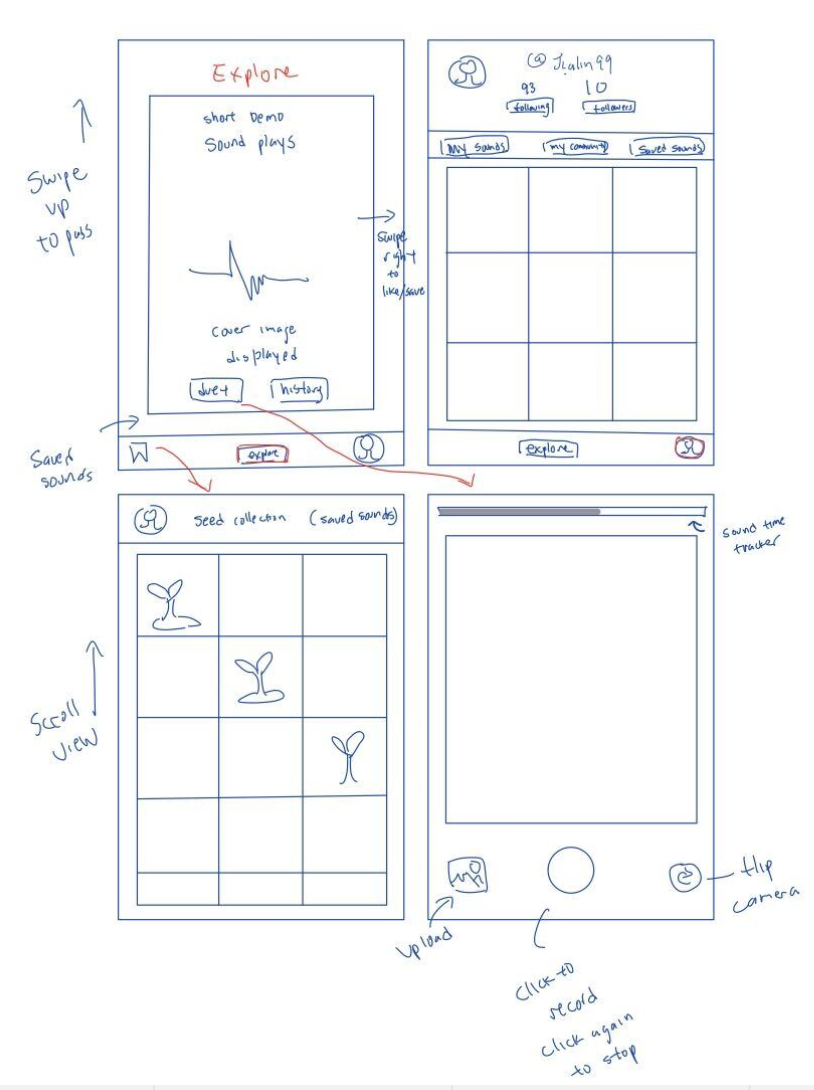 Explore
short Demo
Sound plays
Swipe
up
to pass
Swipe
right
to
like/save
cover image
displayed
duet
history
Saved
sounds
explore
@Jialin99
93
10
following
followers
My Sounds
my community
Saved sounds
explore
Seed collection (saved sounds)
Scroll
view
Sound time
tracker
Upload
flip
camera
Click to
record
click again
to stop